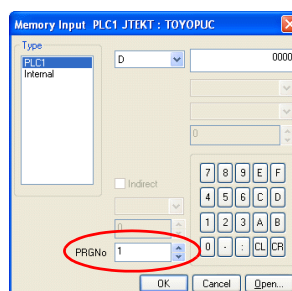 Memory Input PLC1 JTEKT : TOYOPUC
Type
PLC1
Internal
D
0000
0
Indirect
0
PRGNo
1
7 8 9 E F
4 5 6 C D
1 2 3 A B
0 - : CL CR
OK Cancel Open...